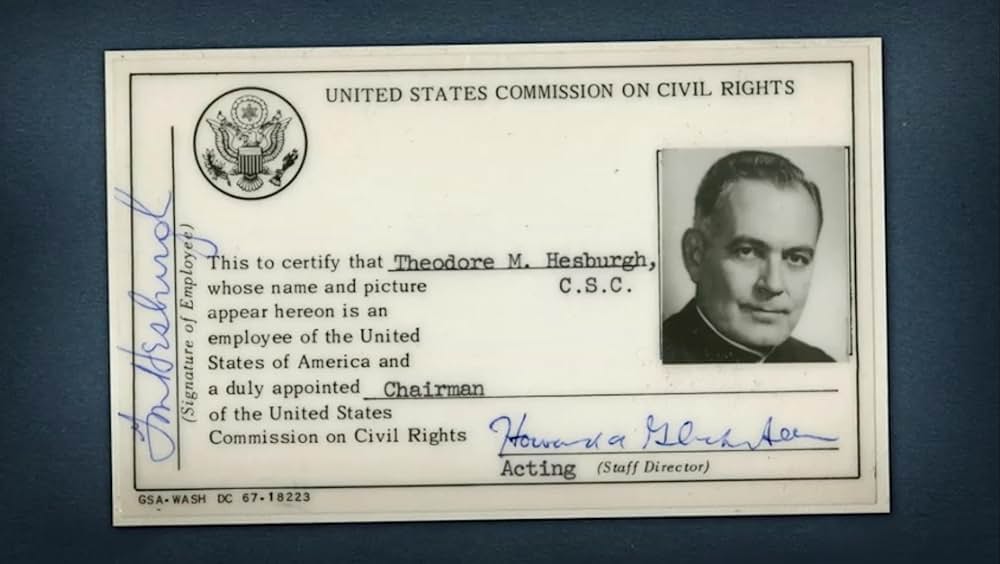 UNITED STATES COMMISSION ON CIVIL RIGHTS
This to certify that Theodore M. Hesburgh,
whose name and picture C.S.C.
appear hereon is an
employee of the United
States of America and
a duly appointed Chairman
of the United States
Commission on Civil Rights
Howard A Glickstein
Acting (Staff Director)
(Signature of Employee)
GSA-WASH DC 67-18223